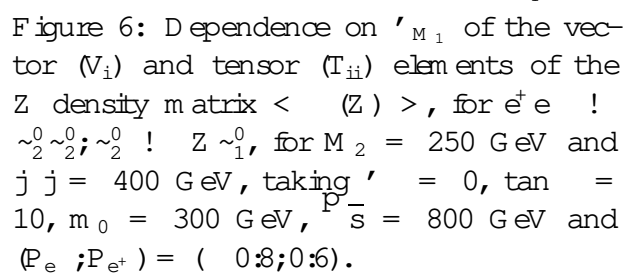 Figure 6: Dependence on ′M1 of the vec–
tor (Vi) and tensor (Tii) elements of the
Z density matrix < (Z) >, for e+e !
~02~02; ~02 ! Z~01, for M2 = 250 GeV and
j j = 400 GeV, taking ′ = 0, tan =
10, m0 = 300 GeV, p s = 800 GeV and
(Pe ;Pe+) = ( 0:8;0:6).